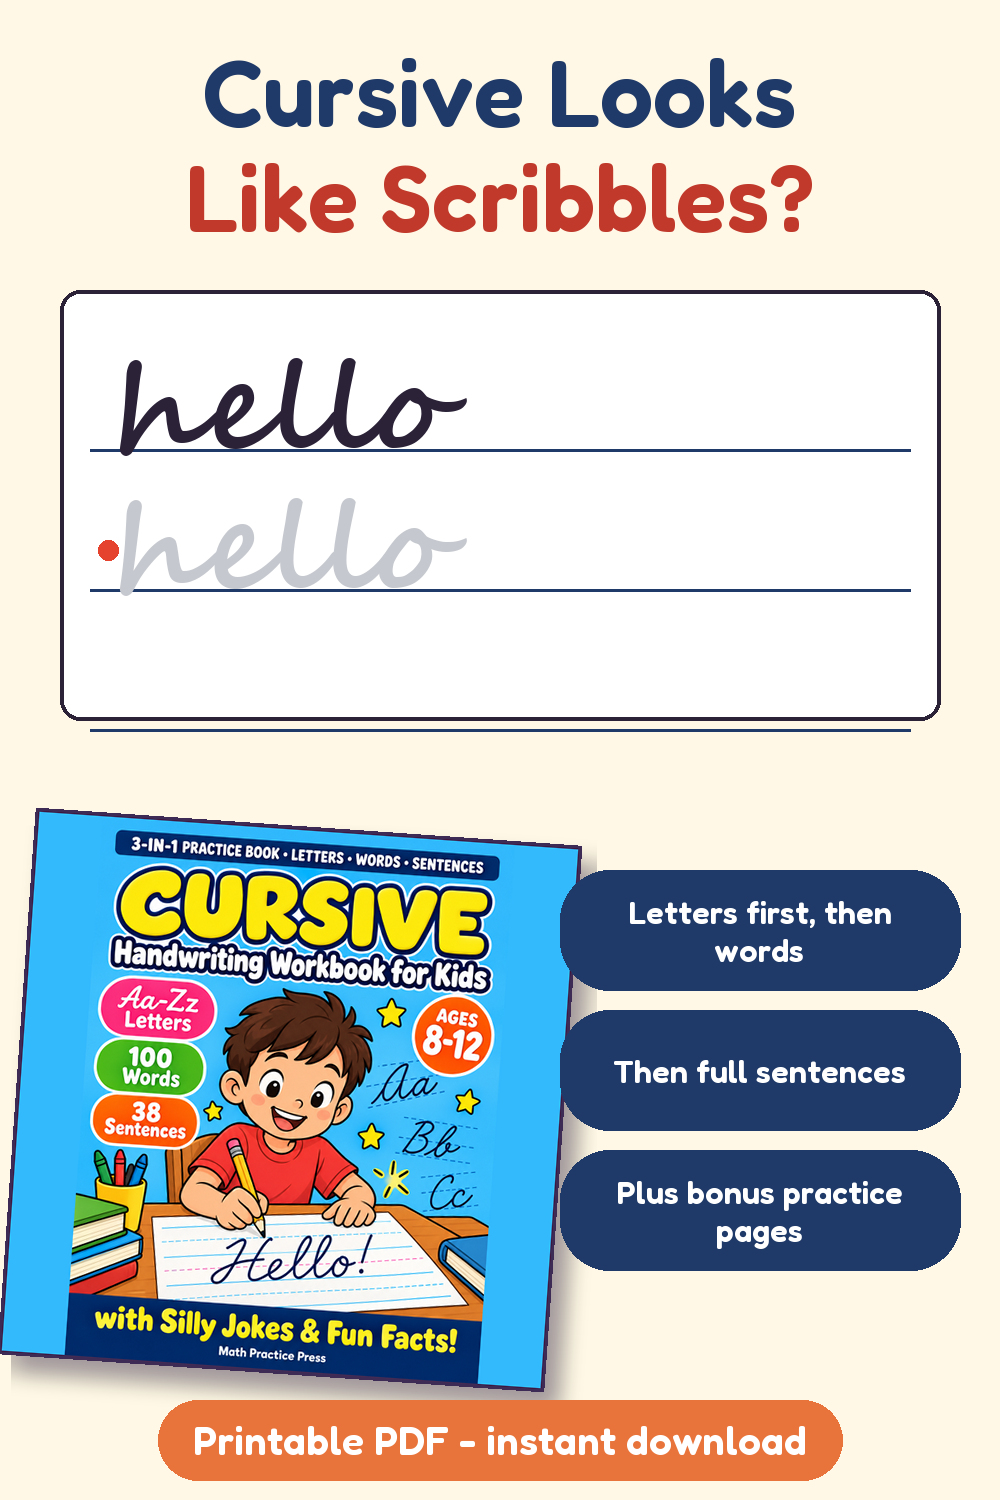 Cursive Looks
Like Scribbles?
hello
hello
3-IN-1 PRACTICE BOOK • LETTERS • WORDS • SENTENCES
CURSIVE
Handwriting Workbook for Kids
Aa-Zz
Letters
100
Words
38
Sentences
AGES
8-12
Aa
Bb
Cc
Hello!
with Silly Jokes & Fun Facts!
Math Practice Press
Letters first, then
words
Then full sentences
Plus bonus practice
pages
Printable PDF - instant download